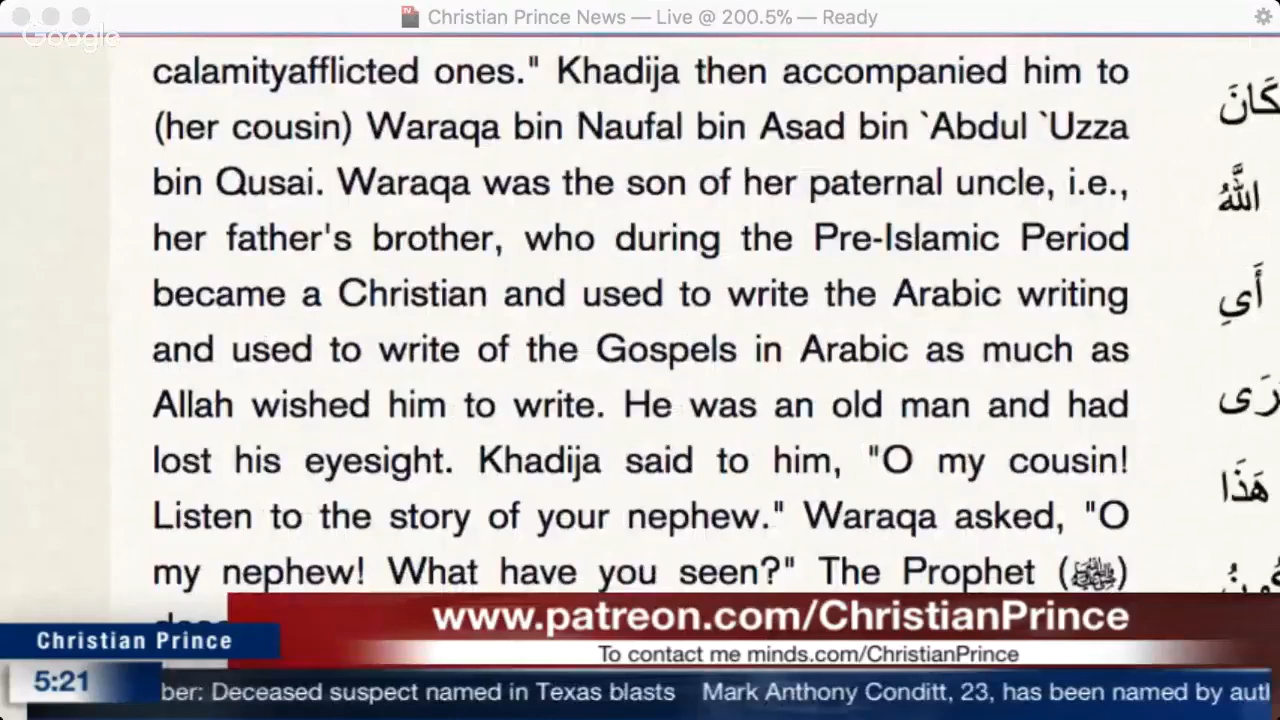 Christian Prince News — Live @ 200.5% — Ready
Google
calamityafflicted ones." Khadija then accompanied him to
(her cousin) Waraqa bin Naufal bin Asad bin `Abdul `Uzza
bin Qusai. Waraqa was the son of her paternal uncle, i.e.,
her father's brother, who during the Pre-Islamic Period
became a Christian and used to write the Arabic writing
and used to write of the Gospels in Arabic as much as
Allah wished him to write. He was an old man and had
lost his eyesight. Khadija said to him, "O my cousin!
Listen to the story of your nephew." Waraqa asked, "O
my nephew! What have you seen?" The Prophet (ﷺ)
كَانَ
اللَّهُ
أَىِ
هَذَا
www.patreon.com/ChristianPrince
Christian Prince
To contact me minds.com/ChristianPrince
5:21
ber: Deceased suspect named in Texas blasts Mark Anthony Conditt, 23, has been named by autl